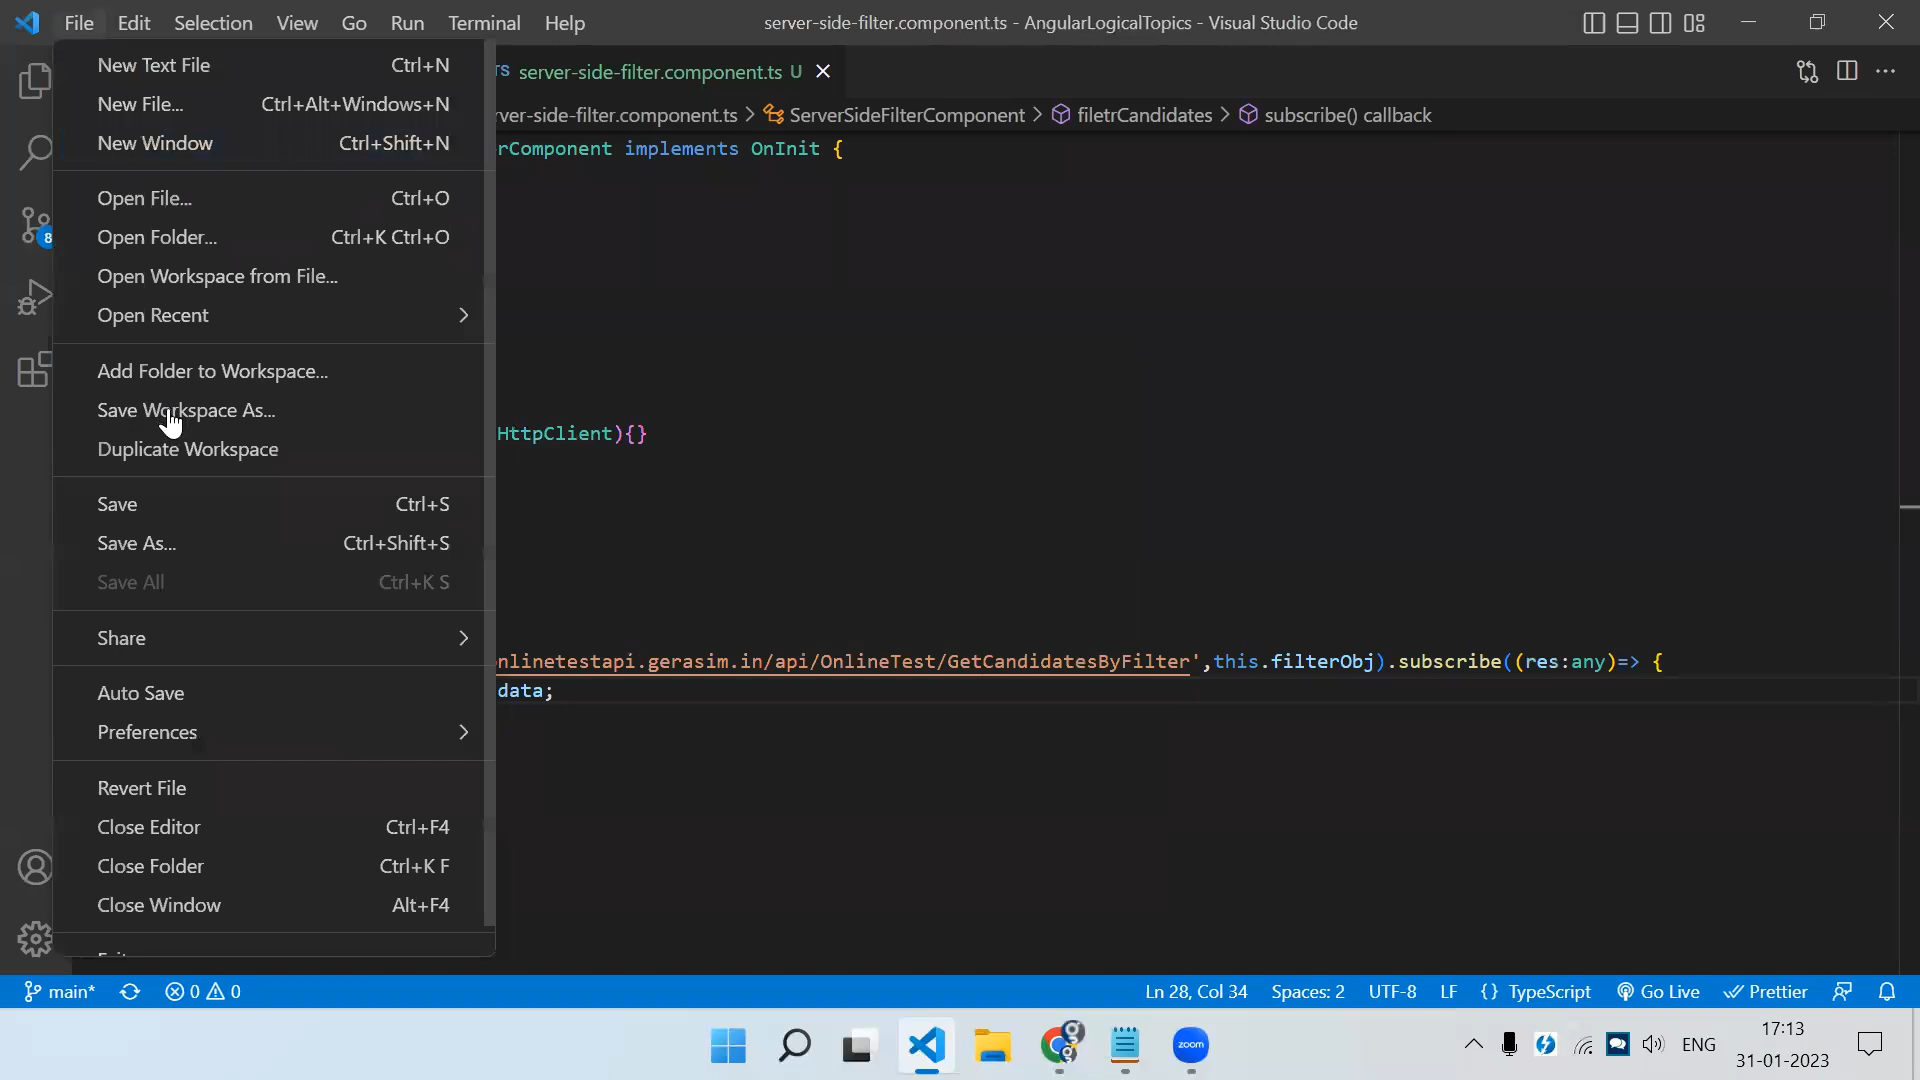 File Edit Selection View Go Run Terminal Help
server-side-filter.component.ts - AngularLogicalTopics - Visual Studio Code
New Text File Ctrl+N
New File... Ctrl+Alt+Windows+N
New Window Ctrl+Shift+N
Open File... Ctrl+O
Open Folder... Ctrl+K Ctrl+O
Open Workspace from File...
Open Recent
Add Folder to Workspace...
Save Workspace As...
Duplicate Workspace
Save Ctrl+S
Save As... Ctrl+Shift+S
Save All Ctrl+K S
Share
Auto Save
Preferences
Revert File
Close Editor Ctrl+F4
Close Folder Ctrl+K F
Close Window Alt+F4
TS server-side-filter.component.ts U
ver-side-filter.component.ts > ServerSideFilterComponent > filetrCandidates > subscribe() callback
rComponent implements OnInit {
HttpClient){}
nlinetestapi.gerasim.in/api/OnlineTest/GetCandidatesByFilter',this.filterObj).subscribe((res:any)=> {
data;
8
main* 0 0
Ln 28, Col 34 Spaces: 2 UTF-8 LF {} TypeScript Go Live Prettier
zoom
ENG
17:13
31-01-2023